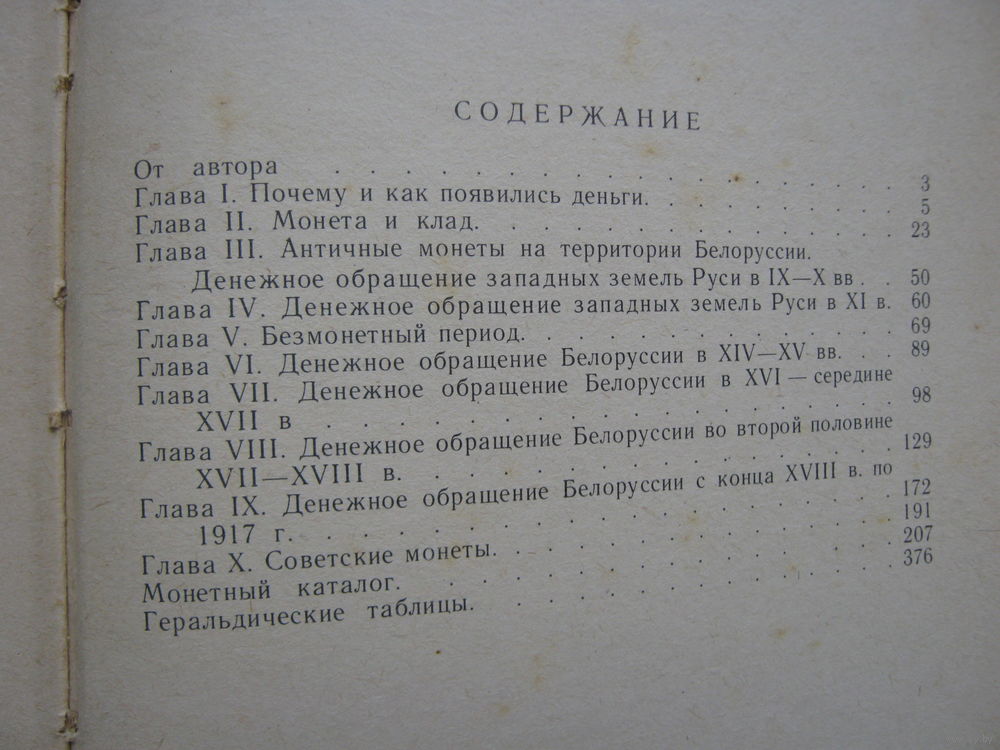 СОДЕРЖАНИЕ
От автора . . . . . . . . . . . . . . . . 3
Глава I. Почему и как появились деньги. . . . . . . . 5
Глава II. Монета и клад. . . . . . . . . . . . . 23
Глава III. Античные монеты на территории Белоруссии.
Денежное обращение западных земель Руси в IX—X вв . . 50
Глава IV. Денежное обращение западных земель Руси в XI в. 60
Глава V. Безмонетный период. . . . . . . . . . . 69
Глава VI. Денежное обращение Белоруссии в XIV—XV вв. . . 89
Глава VII. Денежное обращение Белоруссии в XVI — середине
XVII в . . . . . . . . . . . . . . . . 98
Глава VIII. Денежное обращение Белоруссии во второй половине
XVII—XVIII в. . . . . . . . . . . . . . 129
Глава IX. Денежное обращение Белоруссии с конца XVIII в. по
1917 г. . . . . . . . . . . . . . . . 172
Глава X. Советские монеты. . . . . . . . . . . . 191
Монетный каталог. . . . . . . . . . . . . . 207
Геральдические таблицы. . . . . . . . . . . . 376